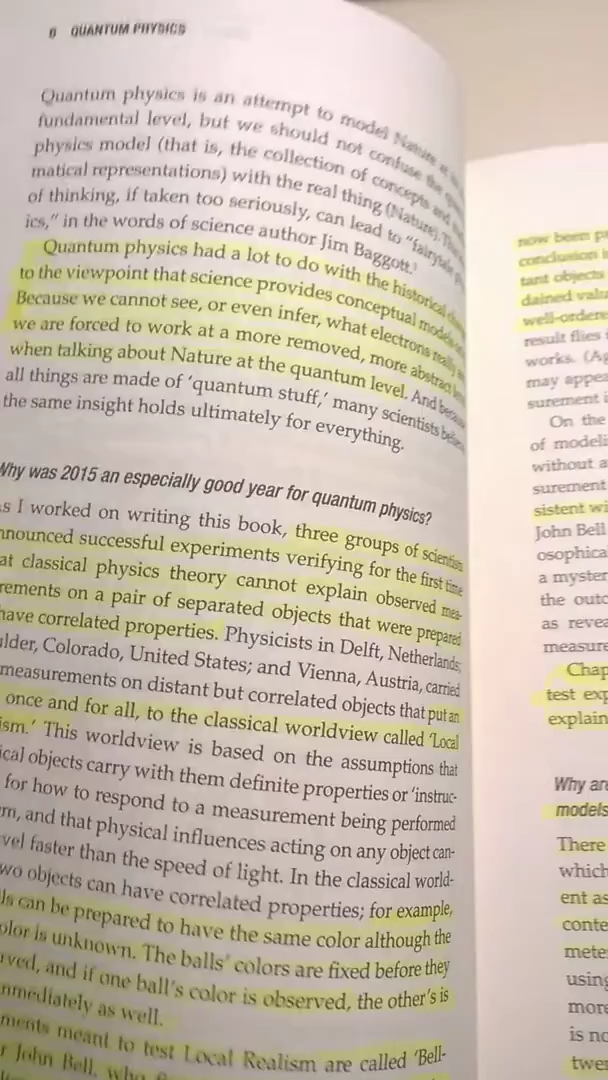 6 QUANTUM PHYSICS
Quantum physics is an attempt to model Nature at
fundamental level, but we should not confuse the
physics model (that is, the collection of concepts and
matical representations) with the real thing (Nature).
of thinking, if taken too seriously, can lead to "fairytale
ics," in the words of science author Jim Baggott.
Quantum physics had a lot to do with the historical
to the viewpoint that science provides conceptual models
Because we cannot see, or even infer, what electrons
we are forced to work at a more removed, more abstract
when talking about Nature at the quantum level. And
all things are made of 'quantum stuff,' many scientists
the same insight holds ultimately for everything.
Why was 2015 an especially good year for quantum physics?
s I worked on writing this book, three groups of scientists
nnounced successful experiments verifying for the first time
at classical physics theory cannot explain observed mea-
rements on a pair of separated objects that were prepared
have correlated properties. Physicists in Delft, Netherlands;
ulder, Colorado, United States; and Vienna, Austria, carried
measurements on distant but correlated objects that put an
once and for all, to the classical worldview called 'Local
ism.' This worldview is based on the assumptions that
ical objects carry with them definite properties or 'instruc-
for how to respond to a measurement being performed
m, and that physical influences acting on any object can-
vel faster than the speed of light. In the classical world-
wo objects can have correlated properties; for example,
lls can be prepared to have the same color although the
olor is unknown. The balls' colors are fixed before they
rved, and if one ball's color is observed, the other's is
mmediately as well.
ments meant to test Local Realism are called 'Bell-
r John Bell, who
now been
conclusion
tant objects
dained
well-ordere
result flies
works. (Ag
may appea
surement i
On the
of modeli
without a
surement
sistent wi
John Bell
osophica
a myster
the outc
as revea
measure
Chap
test exp
explain
Why are
models
There
which
ent as
conte
mete
using
more
is no
twee